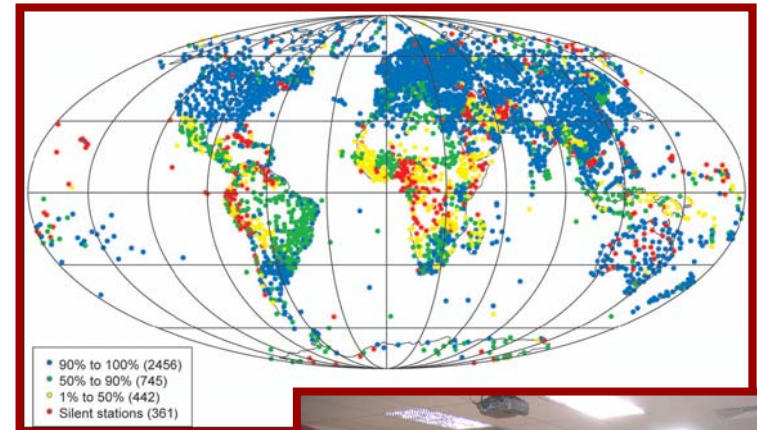 90% to 100% (2456)
50% to 90% (745)
1% to 50% (442)
Silent stations (361)